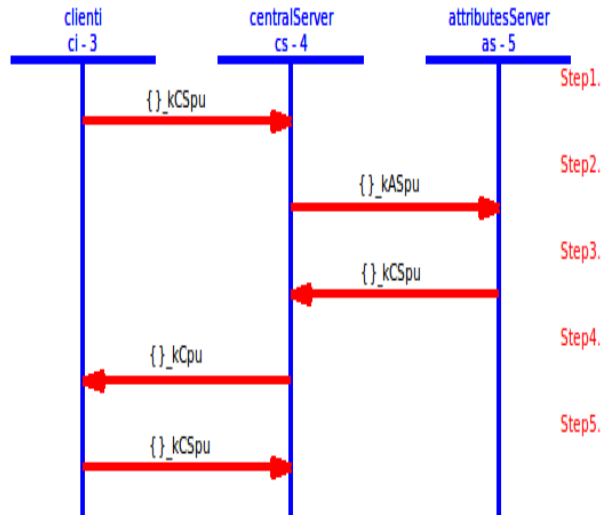 clienti
ci - 3
centralServer
cs - 4
attributesServer
as - 5
Step1.
{ }_kCSpu
Step2.
{ }_kASpu
Step3.
{ }_kCSpu
Step4.
{ }_kCpu
Step5.
{ }_kCSpu